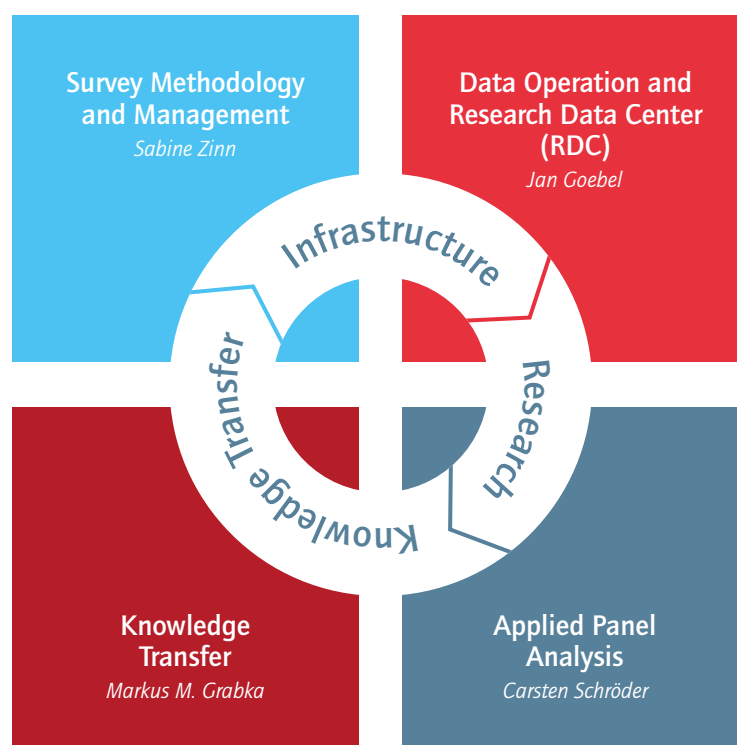 Survey Methodology
and Management
Sabine Zinn
Data Operation and
Research Data Center
(RDC)
Jan Goebel
Infrastructure
Research
Knowledge Transfer
Knowledge
Transfer
Markus M. Grabka
Applied Panel
Analysis
Carsten Schröder